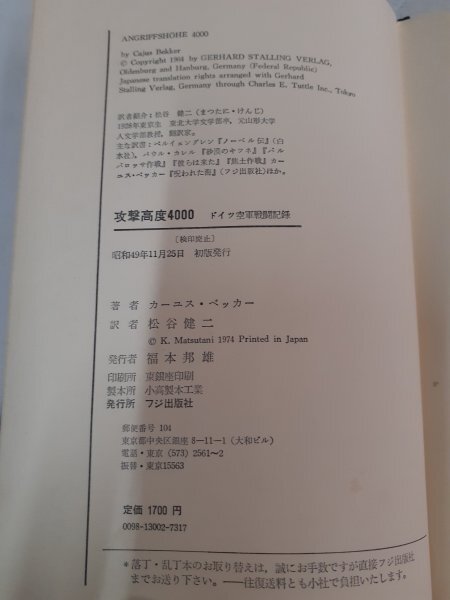 ANGRIFFSHÖHE 4000
by Cajus Bekker
© Copyright 1964 by GERHARD STALLING VERLAG,
Oldenburg and Hanburg, Germany (Federal Republic)
Japanese translation rights arranged with Gerhard
Stalling Verlag, Germany through Charles E. Tuttle Inc., Tokyo
訳者紹介：松谷 健二（まつたに・けんじ）
1928年東京生 東北大学文学部卒，元山形大学
人文学部教授，翻訳家。
主な訳書：ベルイェングレン『ノーベル伝』（白
水社），パウル・カレル『砂漠のキツネ』『バル
バロッサ作戦』『彼らは来た』『焦土作戦』カー
ユス・ベッカー『呪われた海』（フジ出版社）ほか。
攻撃高度4000 ドイツ空軍戦闘記録
〔検印廃止〕
昭和49年11月25日 初版発行
著者 カーユス・ベッカー
訳者 松谷健二
© K. Matsutani 1974 Printed in Japan
発行者 福本邦雄
印刷所 東銀座印刷
製本所 小高製本工業
発行所 フジ出版社
郵便番号 104
東京都中央区銀座 8－11－1（大和ビル）
電話・東京 (573) 2561～2
振替・東京15563
定価 1700 円
0098-13002-7317
＊落丁・乱丁本のお取り替えは，誠にお手数ですが直接フジ出版社
までお送り下さい。――往復送料とも小社で負担いたします。